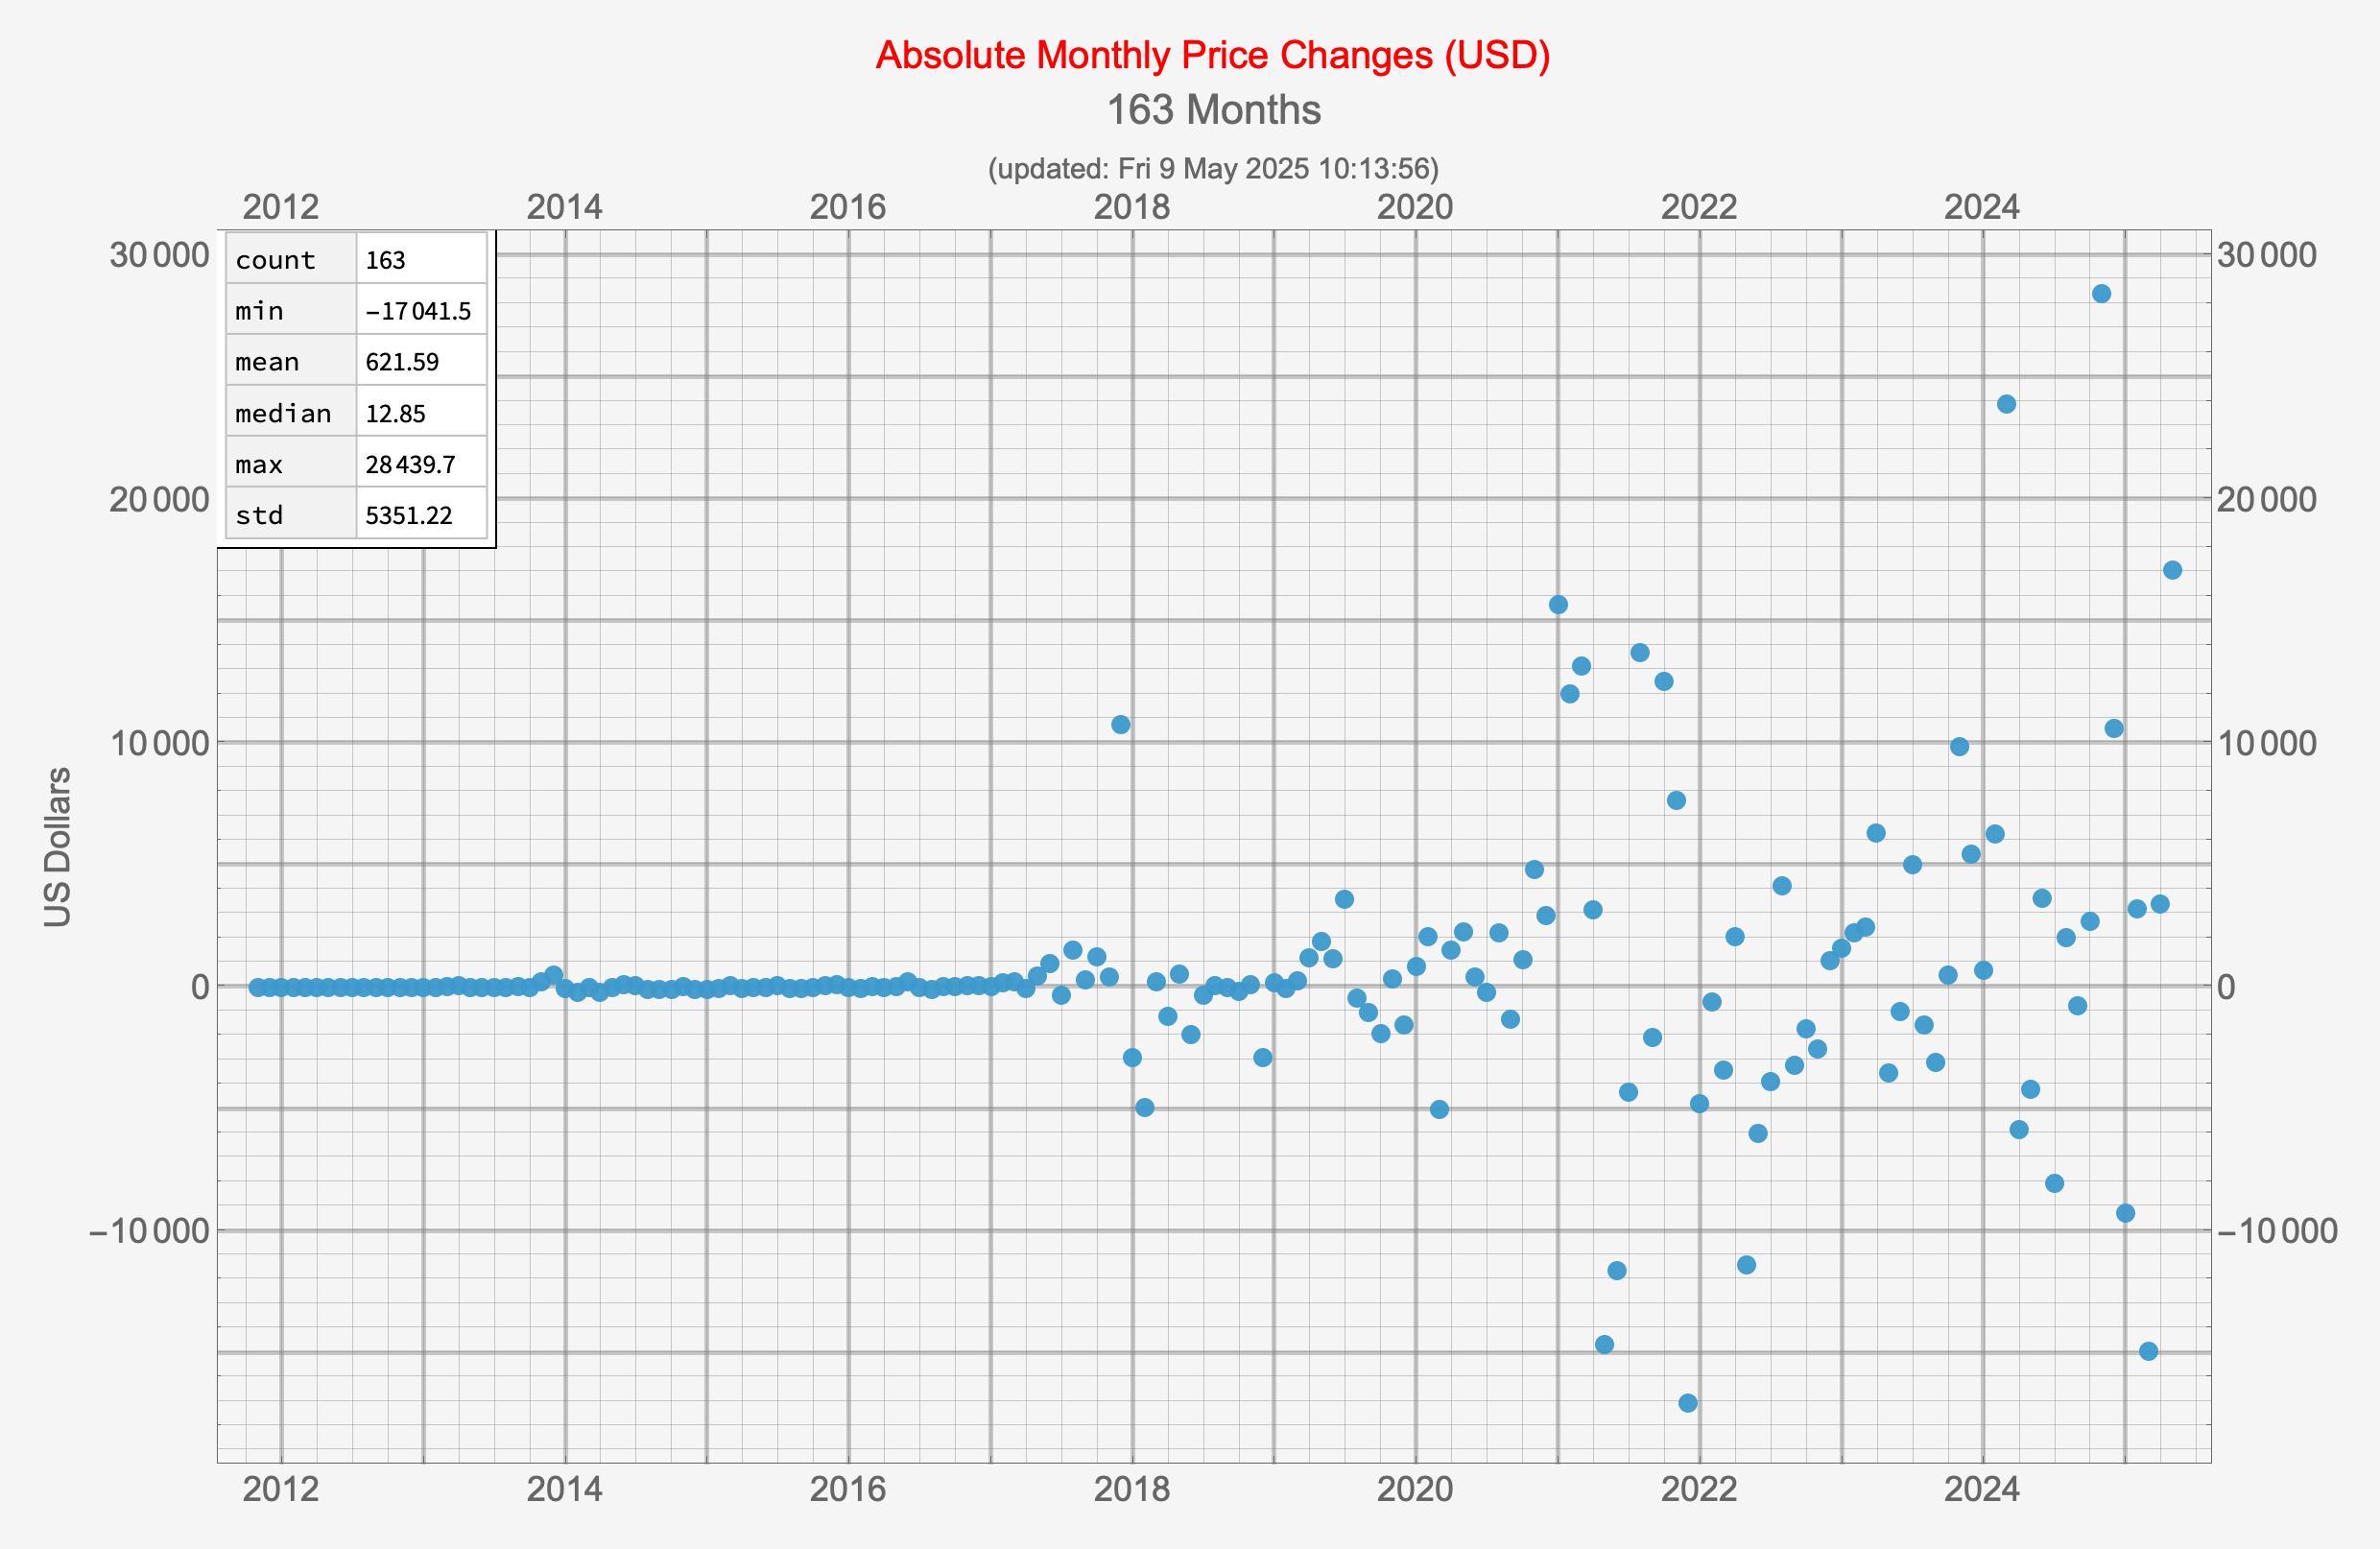 Absolute Monthly Price Changes (USD)
163 Months
(updated: Fri 9 May 2025 10:13:56)
2012 2014 2016 2018 2020 2022 2024
count 163
min −17 041.5
mean 621.59
median 12.85
max 28 439.7
std 5351.22
US Dollars
30 000 30 000
20 000 20 000
10 000 10 000
0 0
−10 000 −10 000
2012 2014 2016 2018 2020 2022 2024